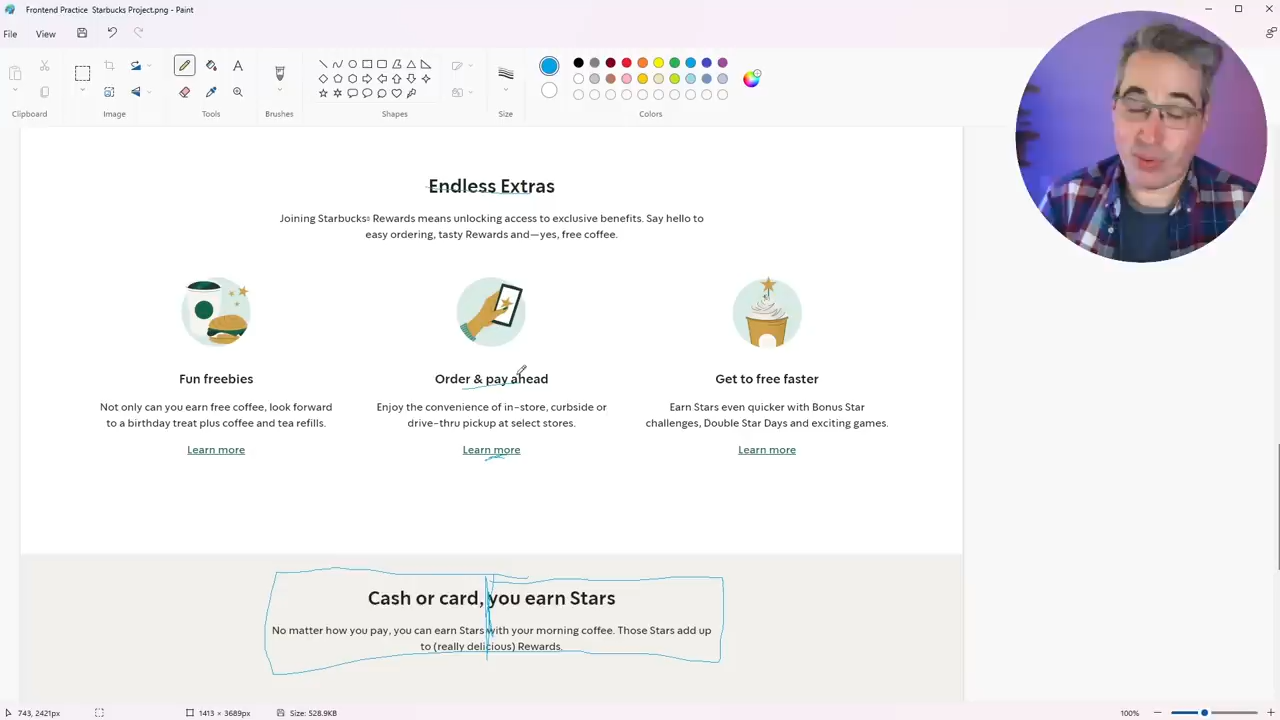 Frontend Practice Starbucks Project.png - Paint
File
View
Clipboard
Image
Tools
Brushes
Shapes
Size
Colors
Endless Extras
Joining Starbucks® Rewards means unlocking access to exclusive benefits. Say hello to
easy ordering, tasty Rewards and—yes, free coffee.
Fun freebies
Not only can you earn free coffee, look forward
to a birthday treat plus coffee and tea refills.
Learn more
Order & pay ahead
Enjoy the convenience of in-store, curbside or
drive-thru pickup at select stores.
Learn more
Get to free faster
Earn Stars even quicker with Bonus Star
challenges, Double Star Days and exciting games.
Learn more
Cash or card, you earn Stars
No matter how you pay, you can earn Stars with your morning coffee. Those Stars add up
to (really delicious) Rewards.
743, 2421px
1413 × 3689px
Size: 528.9KB
100%